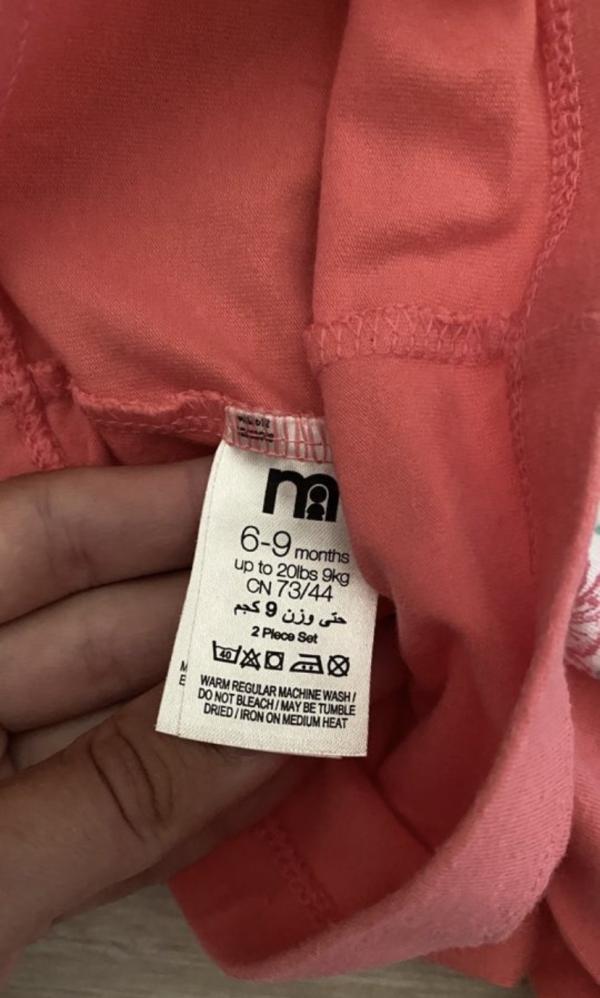 m
6-9 months
up to 20lbs 9kg
CN 73/44
حتى وزن 9 كجم
2 Piece Set
40
WARM REGULAR MACHINE WASH /
DO NOT BLEACH / MAY BE TUMBLE
DRIED / IRON ON MEDIUM HEAT